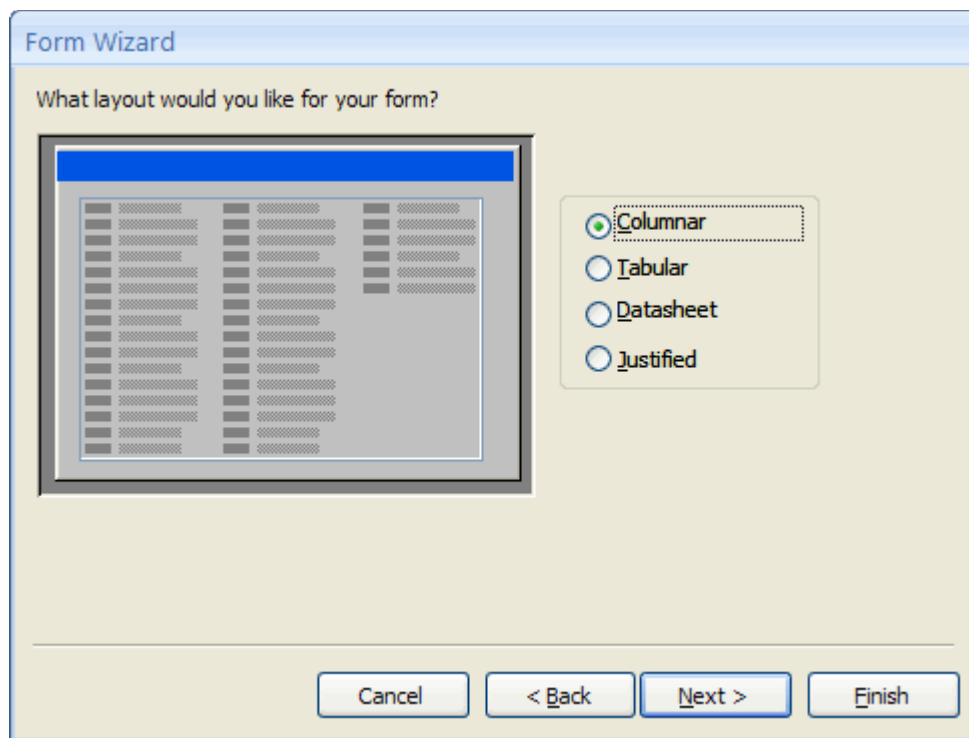 Form Wizard
What layout would you like for your form?
Columnar
Tabular
Datasheet
Justified
Cancel
< Back
Next >
Finish